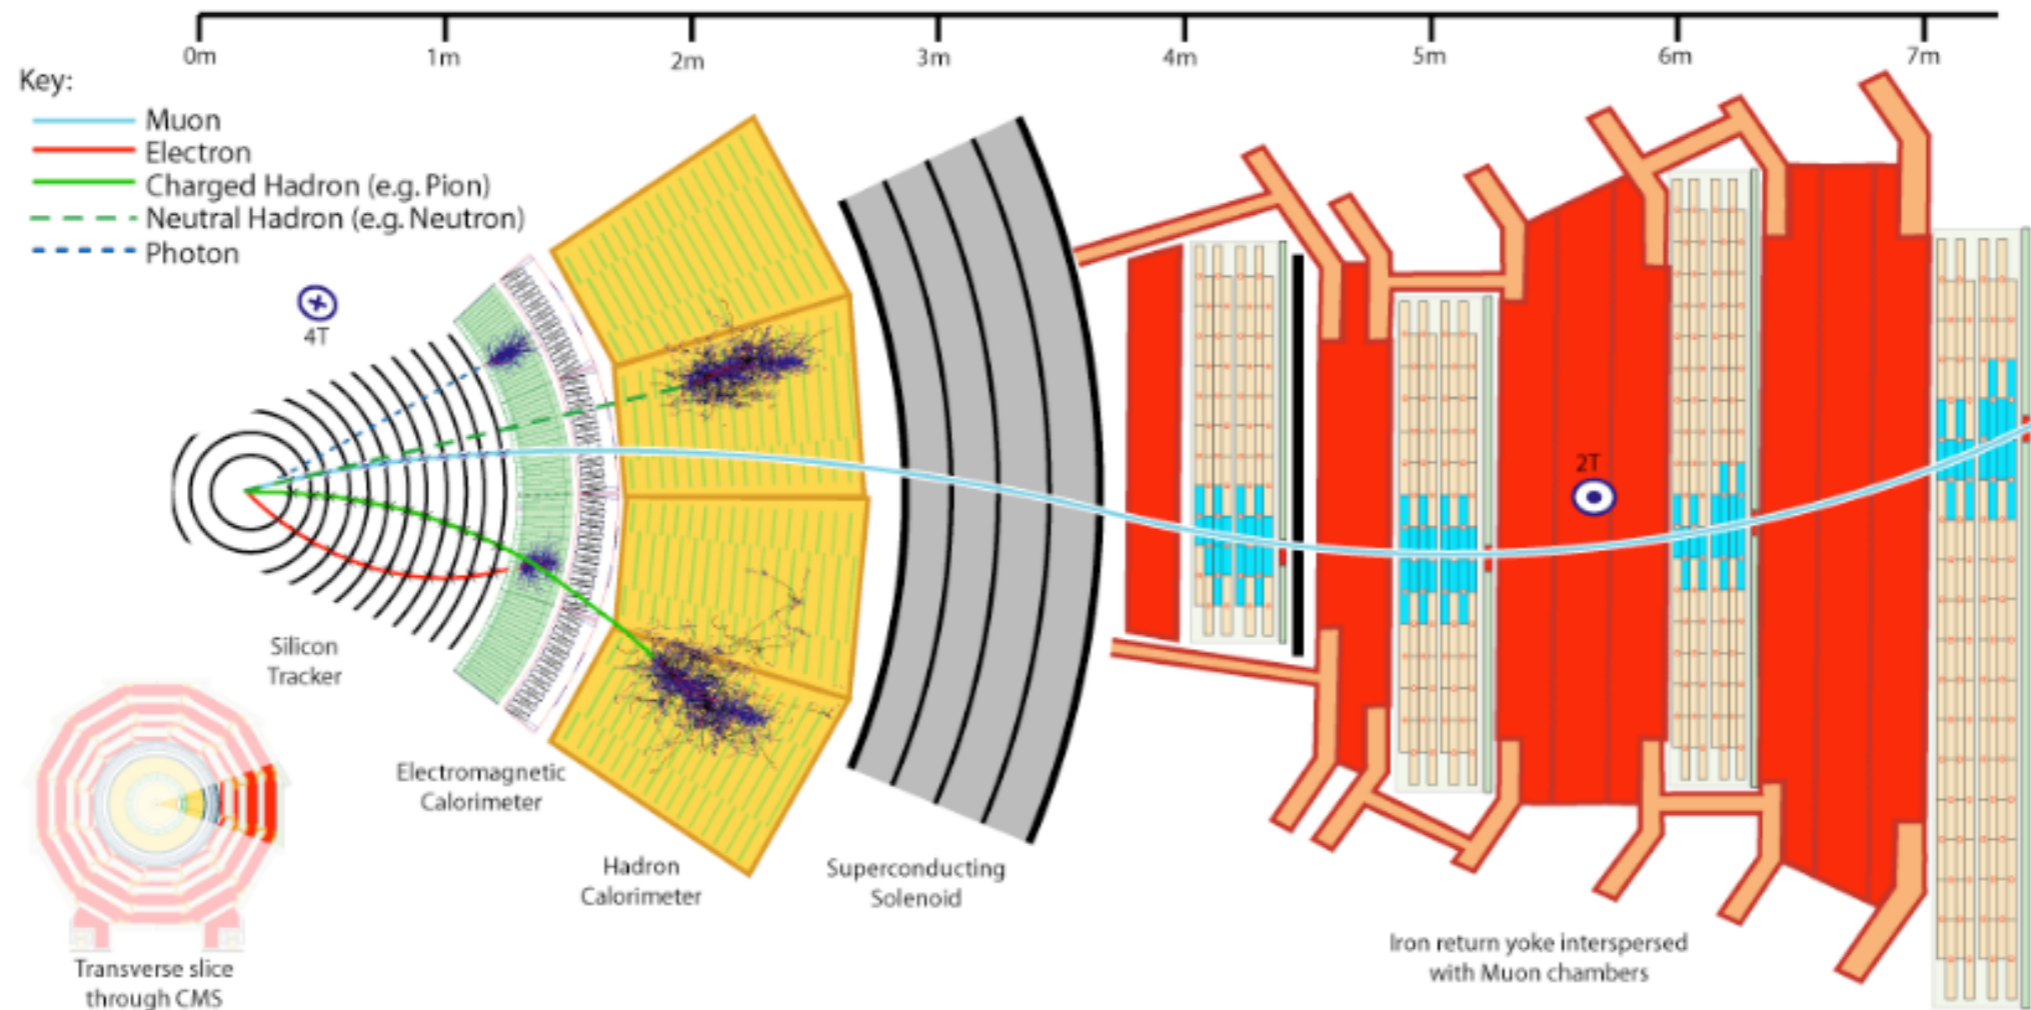 0m 1m 2m 3m 4m 5m 6m 7m
Key:
Muon
Electron
Charged Hadron (e.g. Pion)
Neutral Hadron (e.g. Neutron)
Photon
4T
2T
Silicon
Tracker
Electromagnetic
Calorimeter
Hadron
Calorimeter
Superconducting
Solenoid
Iron return yoke interspersed
with Muon chambers
Transverse slice
through CMS